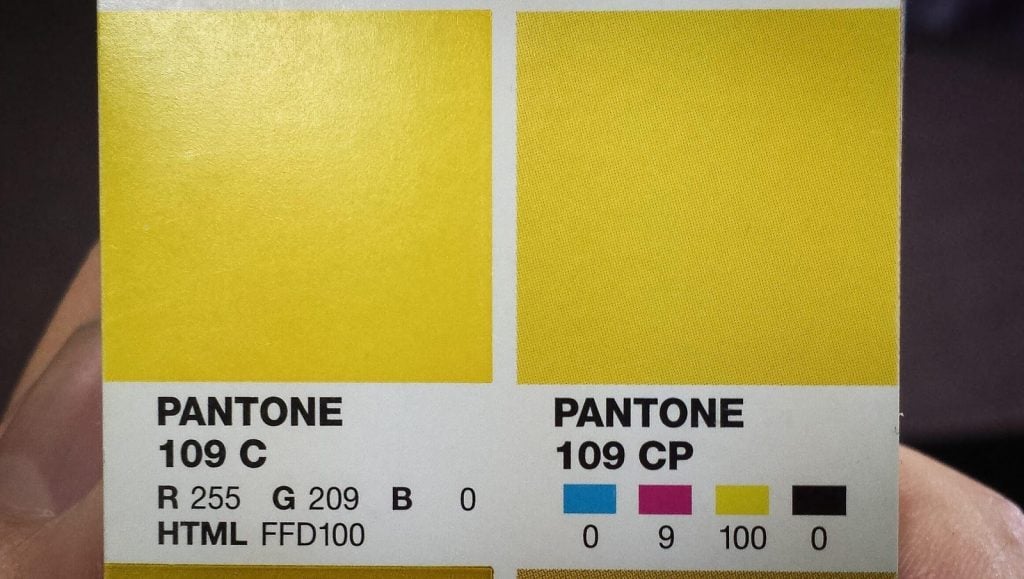 PANTONE
109 C
R 255 G 209 B 0
HTML FFD100
PANTONE
109 CP
0 9 100 0